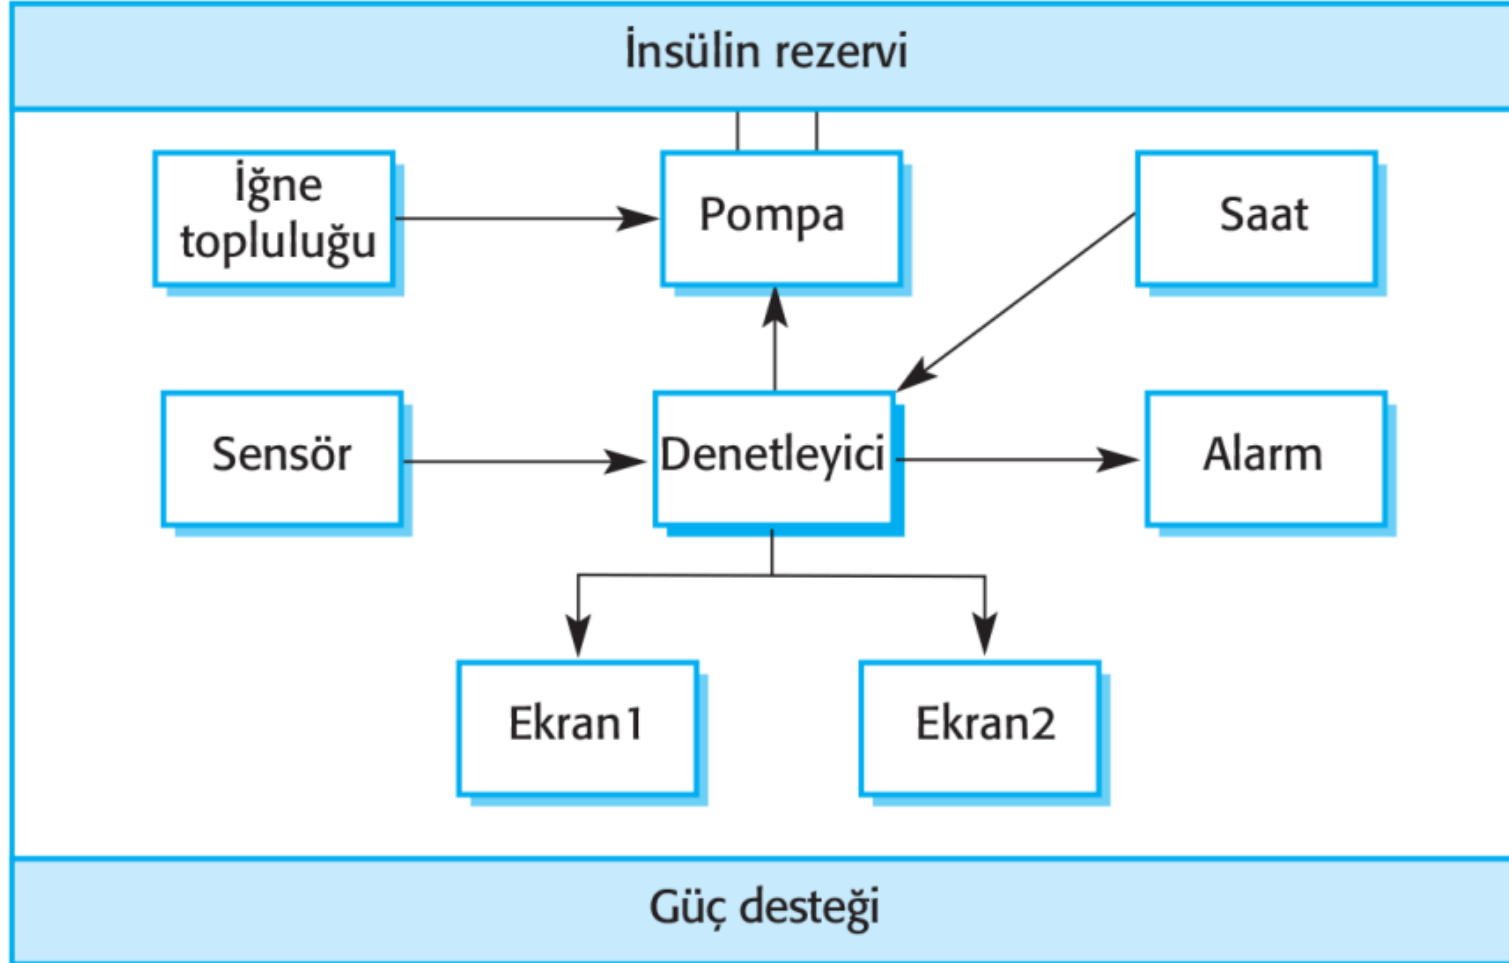 İnsülin rezervi
İğne
topluluğu
Pompa
Saat
Sensör
Denetleyici
Alarm
Ekran1
Ekran2
Güç desteği